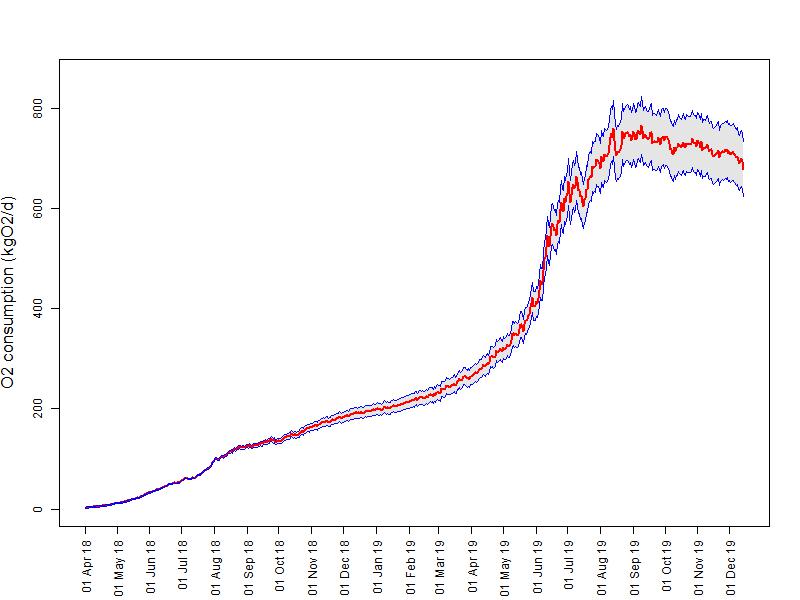 O2 consumption (kgO2/d)
800
600
400
200
0
01 Apr 18
01 May 18
01 Jun 18
01 Jul 18
01 Aug 18
01 Sep 18
01 Oct 18
01 Nov 18
01 Dec 18
01 Jan 19
01 Feb 19
01 Mar 19
01 Apr 19
01 May 19
01 Jun 19
01 Jul 19
01 Aug 19
01 Sep 19
01 Oct 19
01 Nov 19
01 Dec 19